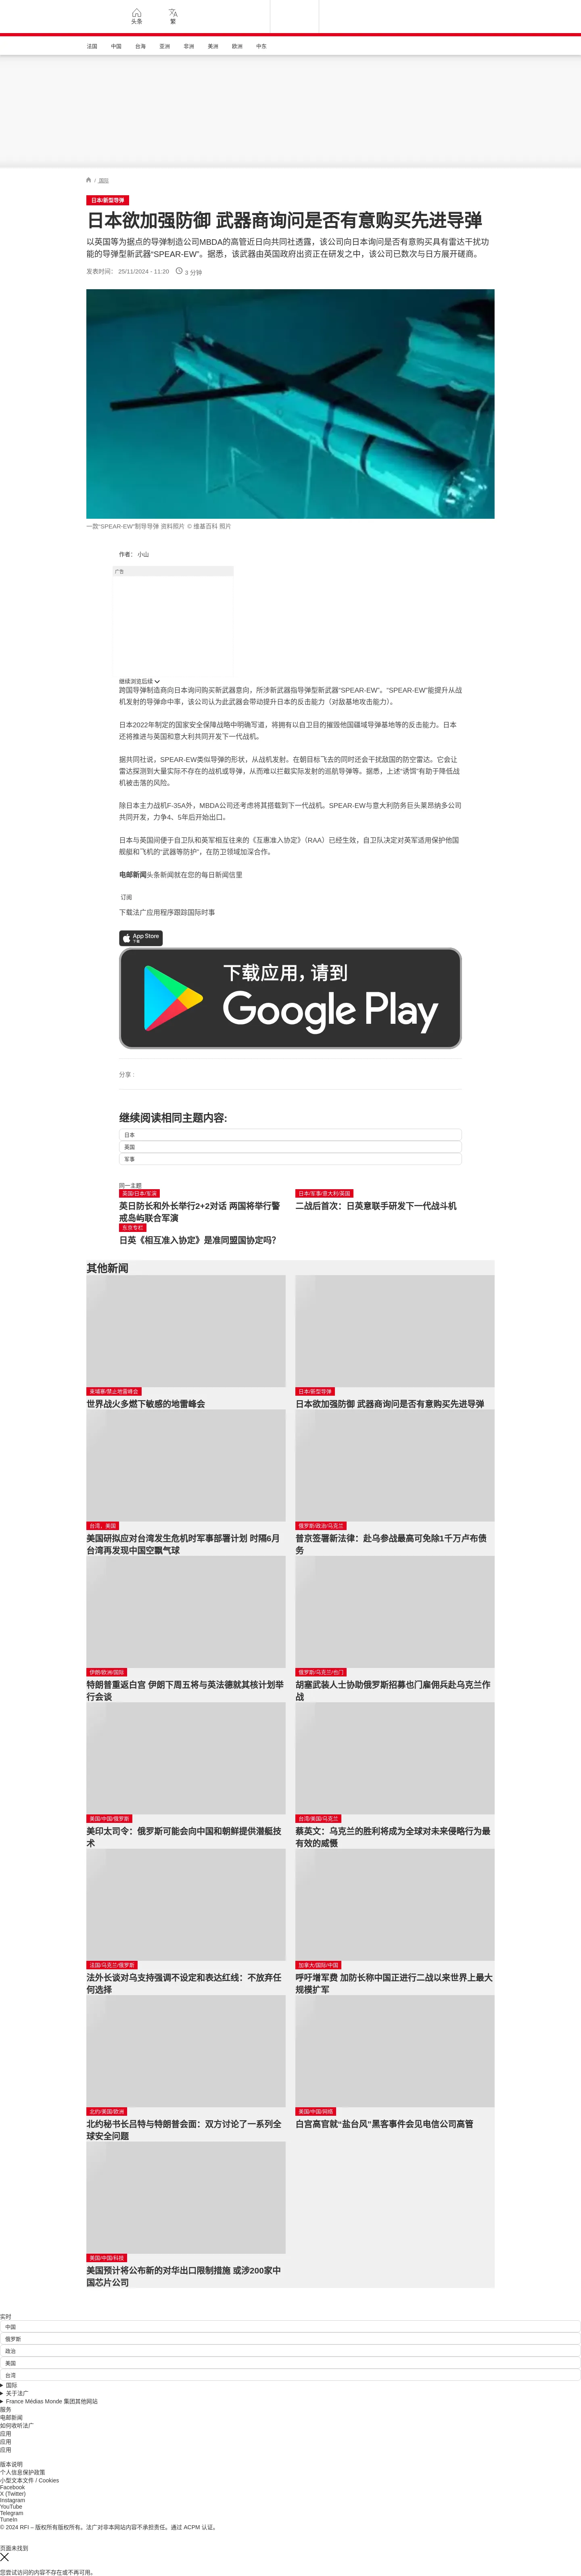 头条
繁
法国
中国
台海
亚洲
非洲
美洲
欧洲
中东
/ 国际
日本/新型导弹
日本欲加强防御 武器商询问是否有意购买先进导弹
以英国等为据点的导弹制造公司MBDA的高管近日向共同社透露，该公司向日本询问是否有意购买具有雷达干扰功
能的导弹型新武器“SPEAR-EW”。据悉，该武器由英国政府出资正在研发之中，该公司已数次与日方展开磋商。
发表时间： 25/11/2024 - 11:20 3 分钟
一款“SPEAR-EW”制导导弹 资料照片 © 维基百科 照片
作者： 小山
广告
继续浏览后续
跨国导弹制造商向日本询问购买新武器意向，所涉新武器指导弹型新武器“SPEAR-EW”。“SPEAR-EW”能提升从战
机发射的导弹命中率，该公司认为此武器会带动提升日本的反击能力（对敌基地攻击能力）。
日本2022年制定的国家安全保障战略中明确写道，将拥有以自卫目的摧毁他国疆域导弹基地等的反击能力。日本
还将推进与英国和意大利共同开发下一代战机。
据共同社说，SPEAR-EW类似导弹的形状，从战机发射。在朝目标飞去的同时还会干扰敌国的防空雷达。它会让
雷达探测到大量实际不存在的战机或导弹，从而难以拦截实际发射的巡航导弹等。据悉，上述“诱饵”有助于降低战
机被击落的风险。
除日本主力战机F-35A外，MBDA公司还考虑将其搭载到下一代战机。SPEAR-EW与意大利防务巨头莱昂纳多公司
共同开发，力争4、5年后开始出口。
日本与英国间便于自卫队和英军相互往来的《互惠准入协定》（RAA）已经生效，自卫队决定对英军适用保护他国
舰艇和飞机的“武器等防护”，在防卫领域加深合作。
电邮新闻头条新闻就在您的每日新闻信里
订阅
下载法广应用程序跟踪国际时事
App Store
下载
下载应用，请到
Google Play
分享 :
继续阅读相同主题内容:
日本
英国
军事
同一主题
英国/日本/军演
英日防长和外长举行2+2对话 两国将举行警
戒岛屿联合军演
日本/军事/意大利/英国
二战后首次：日英意联手研发下一代战斗机
东京专栏
日英《相互准入协定》是准同盟国协定吗？
其他新闻
柬埔寨/禁止地雷峰会
世界战火多燃下敏感的地雷峰会
日本/新型导弹
日本欲加强防御 武器商询问是否有意购买先进导弹
台湾，美国
美国研拟应对台湾发生危机时军事部署计划 时隔6月
台湾再发现中国空飘气球
俄罗斯/政治/乌克兰
普京签署新法律：赴乌参战最高可免除1千万卢布债
务
伊朗/欧洲/国际
特朗普重返白宫 伊朗下周五将与英法德就其核计划举
行会谈
俄罗斯/乌克兰/也门
胡塞武装人士协助俄罗斯招募也门雇佣兵赴乌克兰作
战
美国/中国/俄罗斯
美印太司令：俄罗斯可能会向中国和朝鲜提供潜艇技
术
台湾/美国/乌克兰
蔡英文：乌克兰的胜利将成为全球对未来侵略行为最
有效的威慑
法国/乌克兰/俄罗斯
法外长谈对乌支持强调不设定和表达红线：不放弃任
何选择
加拿大/国际/中国
呼吁增军费 加防长称中国正进行二战以来世界上最大
规模扩军
北约/美国/欧洲
北约秘书长吕特与特朗普会面：双方讨论了一系列全
球安全问题
美国/中国/网络
白宫高官就“盐台风”黑客事件会见电信公司高管
美国/中国/科技
美国预计将公布新的对华出口限制措施 或涉200家中
国芯片公司
实时
中国
俄罗斯
政治
美国
台湾
国际
关于法广
France Médias Monde 集团其他网站
服务
电邮新闻
如何收听法广
应用
应用
应用
版本说明
个人信息保护政策
小型文本文件 / Cookies
Facebook
X (Twitter)
Instagram
YouTube
Telegram
TuneIn
© 2024 RFI – 版权所有版权所有。法广对非本网站内容不承担责任。通过 ACPM 认证。
页面未找到
您尝试访问的内容不存在或不再可用。